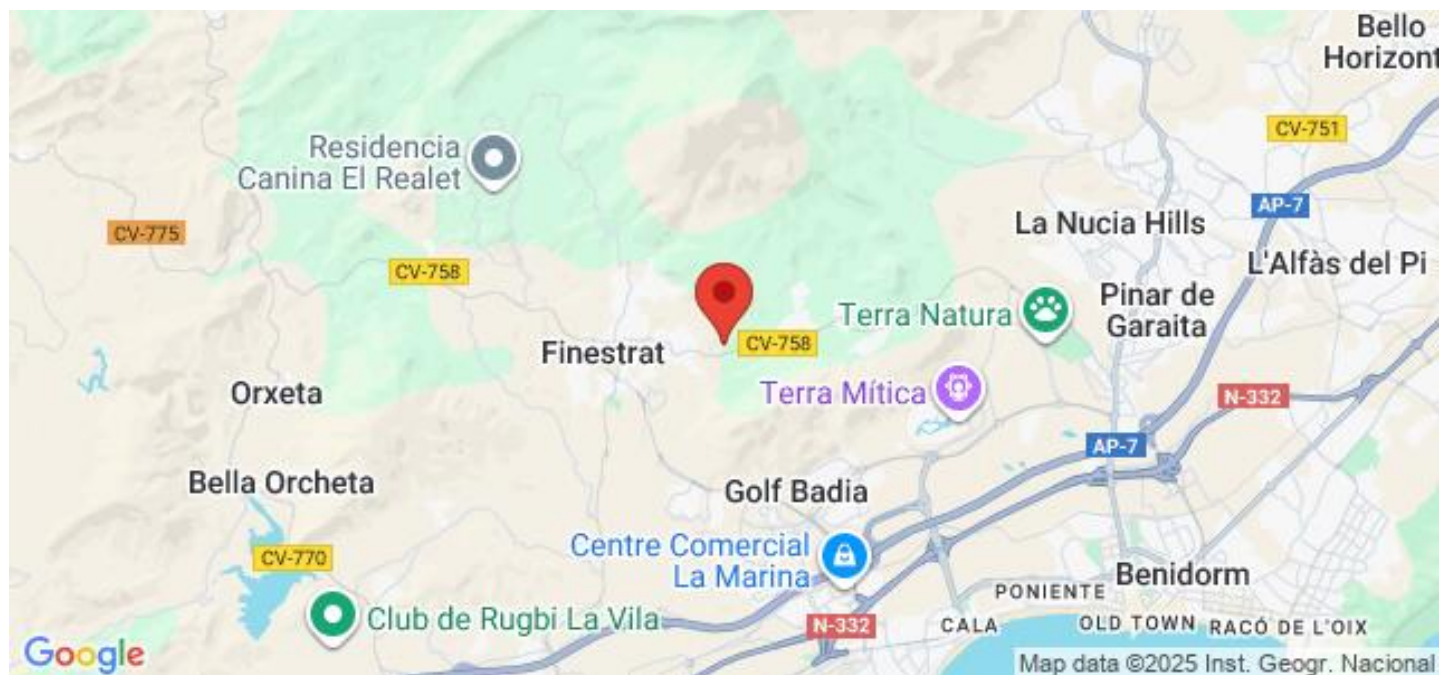 Bello
Horizont
CV-751
Residencia
Canina El Realet
AP-7
La Nucia Hills
CV-775
L'Alfàs del Pi
CV-758
Pinar de
Garaita
Terra Natura
CV-758
Finestrat
Orxeta
Terra Mítica
N-332
AP-7
Bella Orcheta
Golf Badia
Centre Comercial
La Marina
CV-770
Benidorm
PONIENTE
Club de Rugbi La Vila
N-332
CALA
OLD TOWN
RACÓ DE L'OIX
Google
Map data ©2025 Inst. Geogr. Nacional